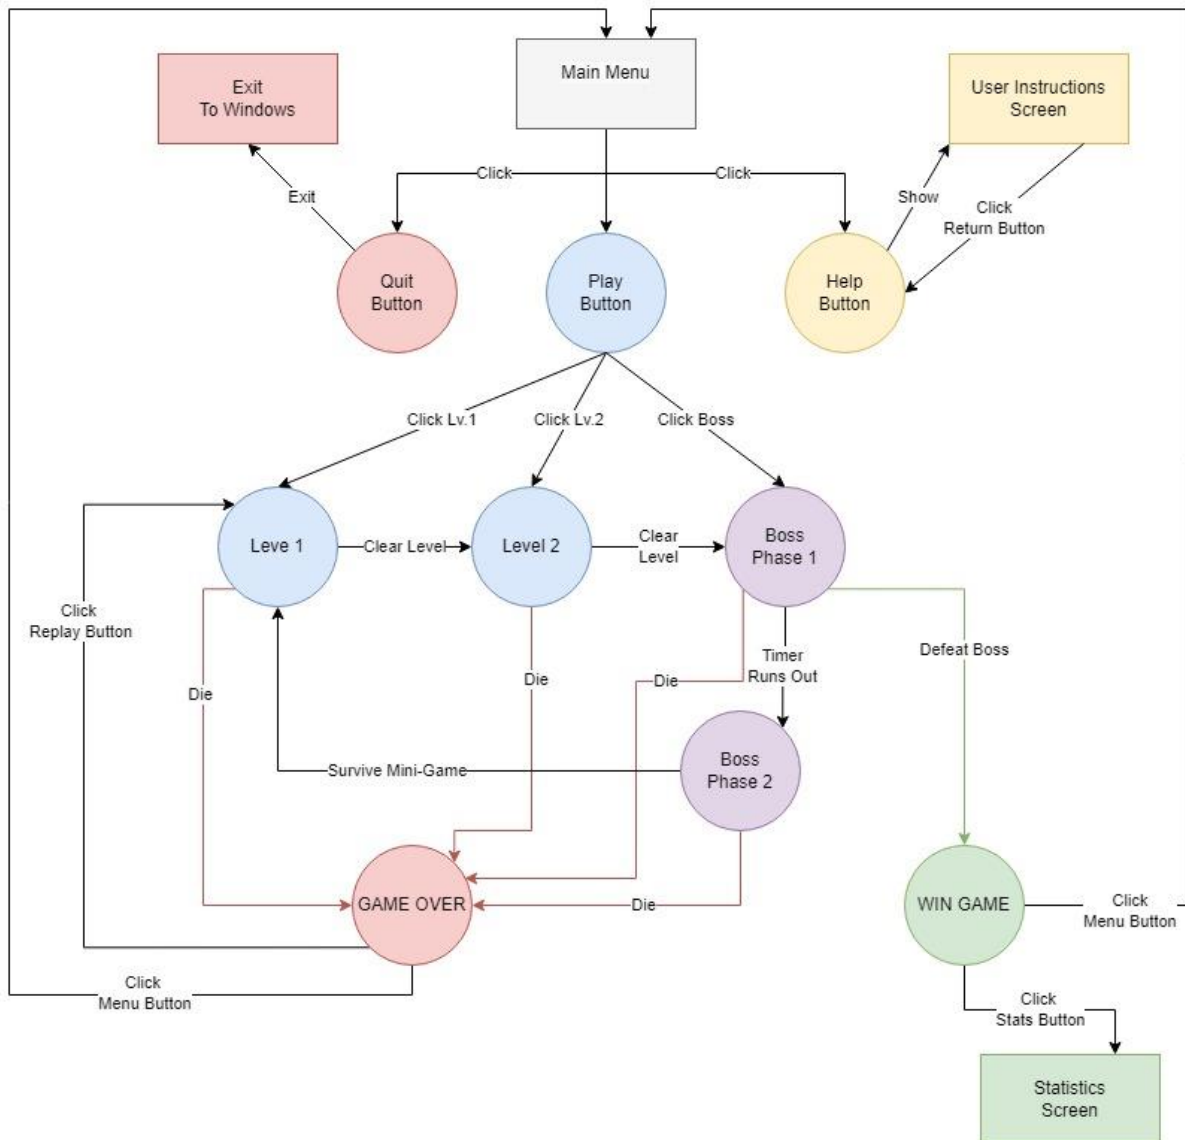 Main Menu
Exit
To Windows
User Instructions
Screen
Click
Click
Exit
Show
Click
Return Button
Quit
Button
Play
Button
Help
Button
Click Lv.1
Click Lv.2
Click Boss
Leve 1
Clear Level
Level 2
Clear
Level
Boss
Phase 1
Click
Replay Button
Die
Die
Die
Timer
Runs Out
Defeat Boss
Survive Mini-Game
Boss
Phase 2
GAME OVER
Die
WIN GAME
Click
Menu Button
Click
Menu Button
Click
Stats Button
Statistics
Screen